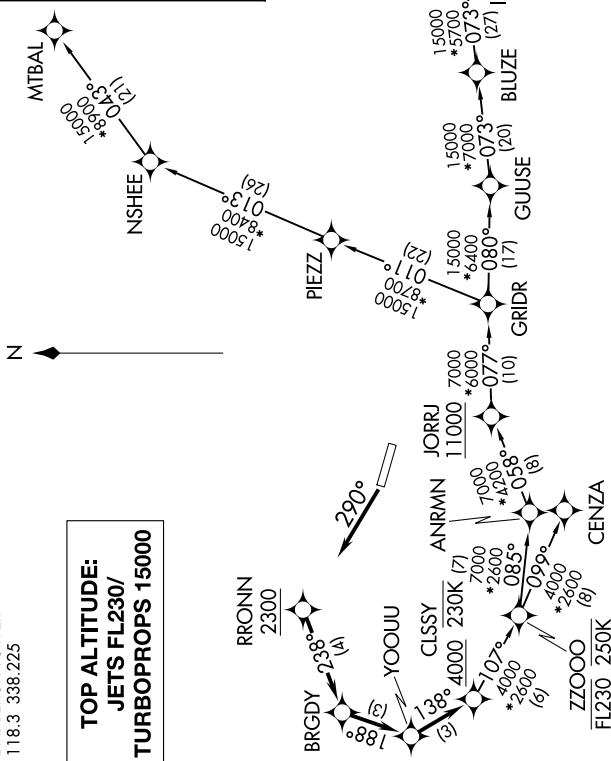 118.3 338.225
TOP ALTITUDE:
JETS FL230/
TURBOPROPS 15000
N
MTBAL
15000
*8900
043°
(21)
NSHEE
15000
*8400
013°
(26)
PIEZZ
15000
*8700
011°
(22)
15000
*5700
073°
(27)
BLUZE
15000
*7000
073°
(20)
GUUSE
15000
*6400
080°
(17)
GRIDR
7000
*6000
077°
(10)
JORRJ
11000
7000
*4200
058°
(8)
290°
ANRMN
CENZA
RRONN
2300
238°
(4)
BRGDY
188°
(3)
YOOUU
138°
(3)
CLSSY
4000 230K
107°
4000
*2600
(6)
(7)
7000
*2600
085°
099°
4000
*2600
(8)
ZZOOO
FL230 250K